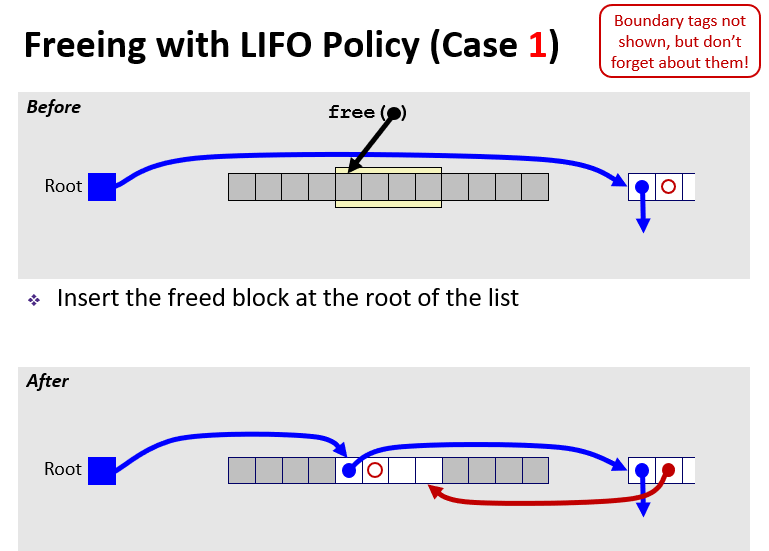 Freeing with LIFO Policy (Case 1)
Boundary tags not
shown, but don’t
forget about them!
Before
free( )
Root
❖ Insert the freed block at the root of the list
After
Root